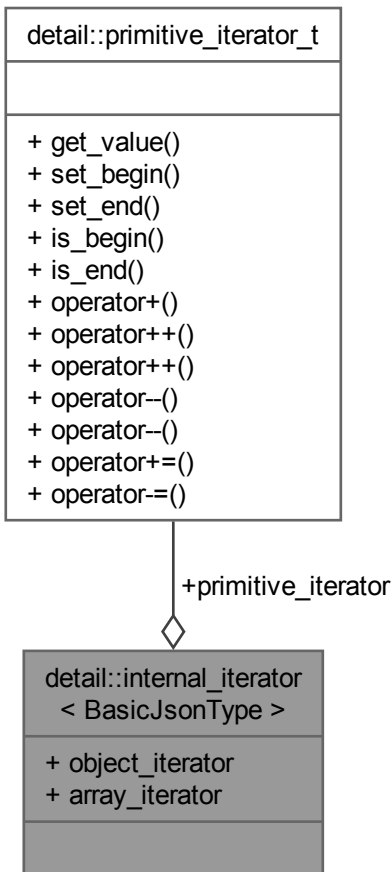 detail::primitive_iterator_t
+ get_value()
+ set_begin()
+ set_end()
+ is_begin()
+ is_end()
+ operator+()
+ operator++()
+ operator++()
+ operator--()
+ operator--()
+ operator+=()
+ operator-=()
+primitive_iterator
detail::internal_iterator
< BasicJsonType >
+ object_iterator
+ array_iterator